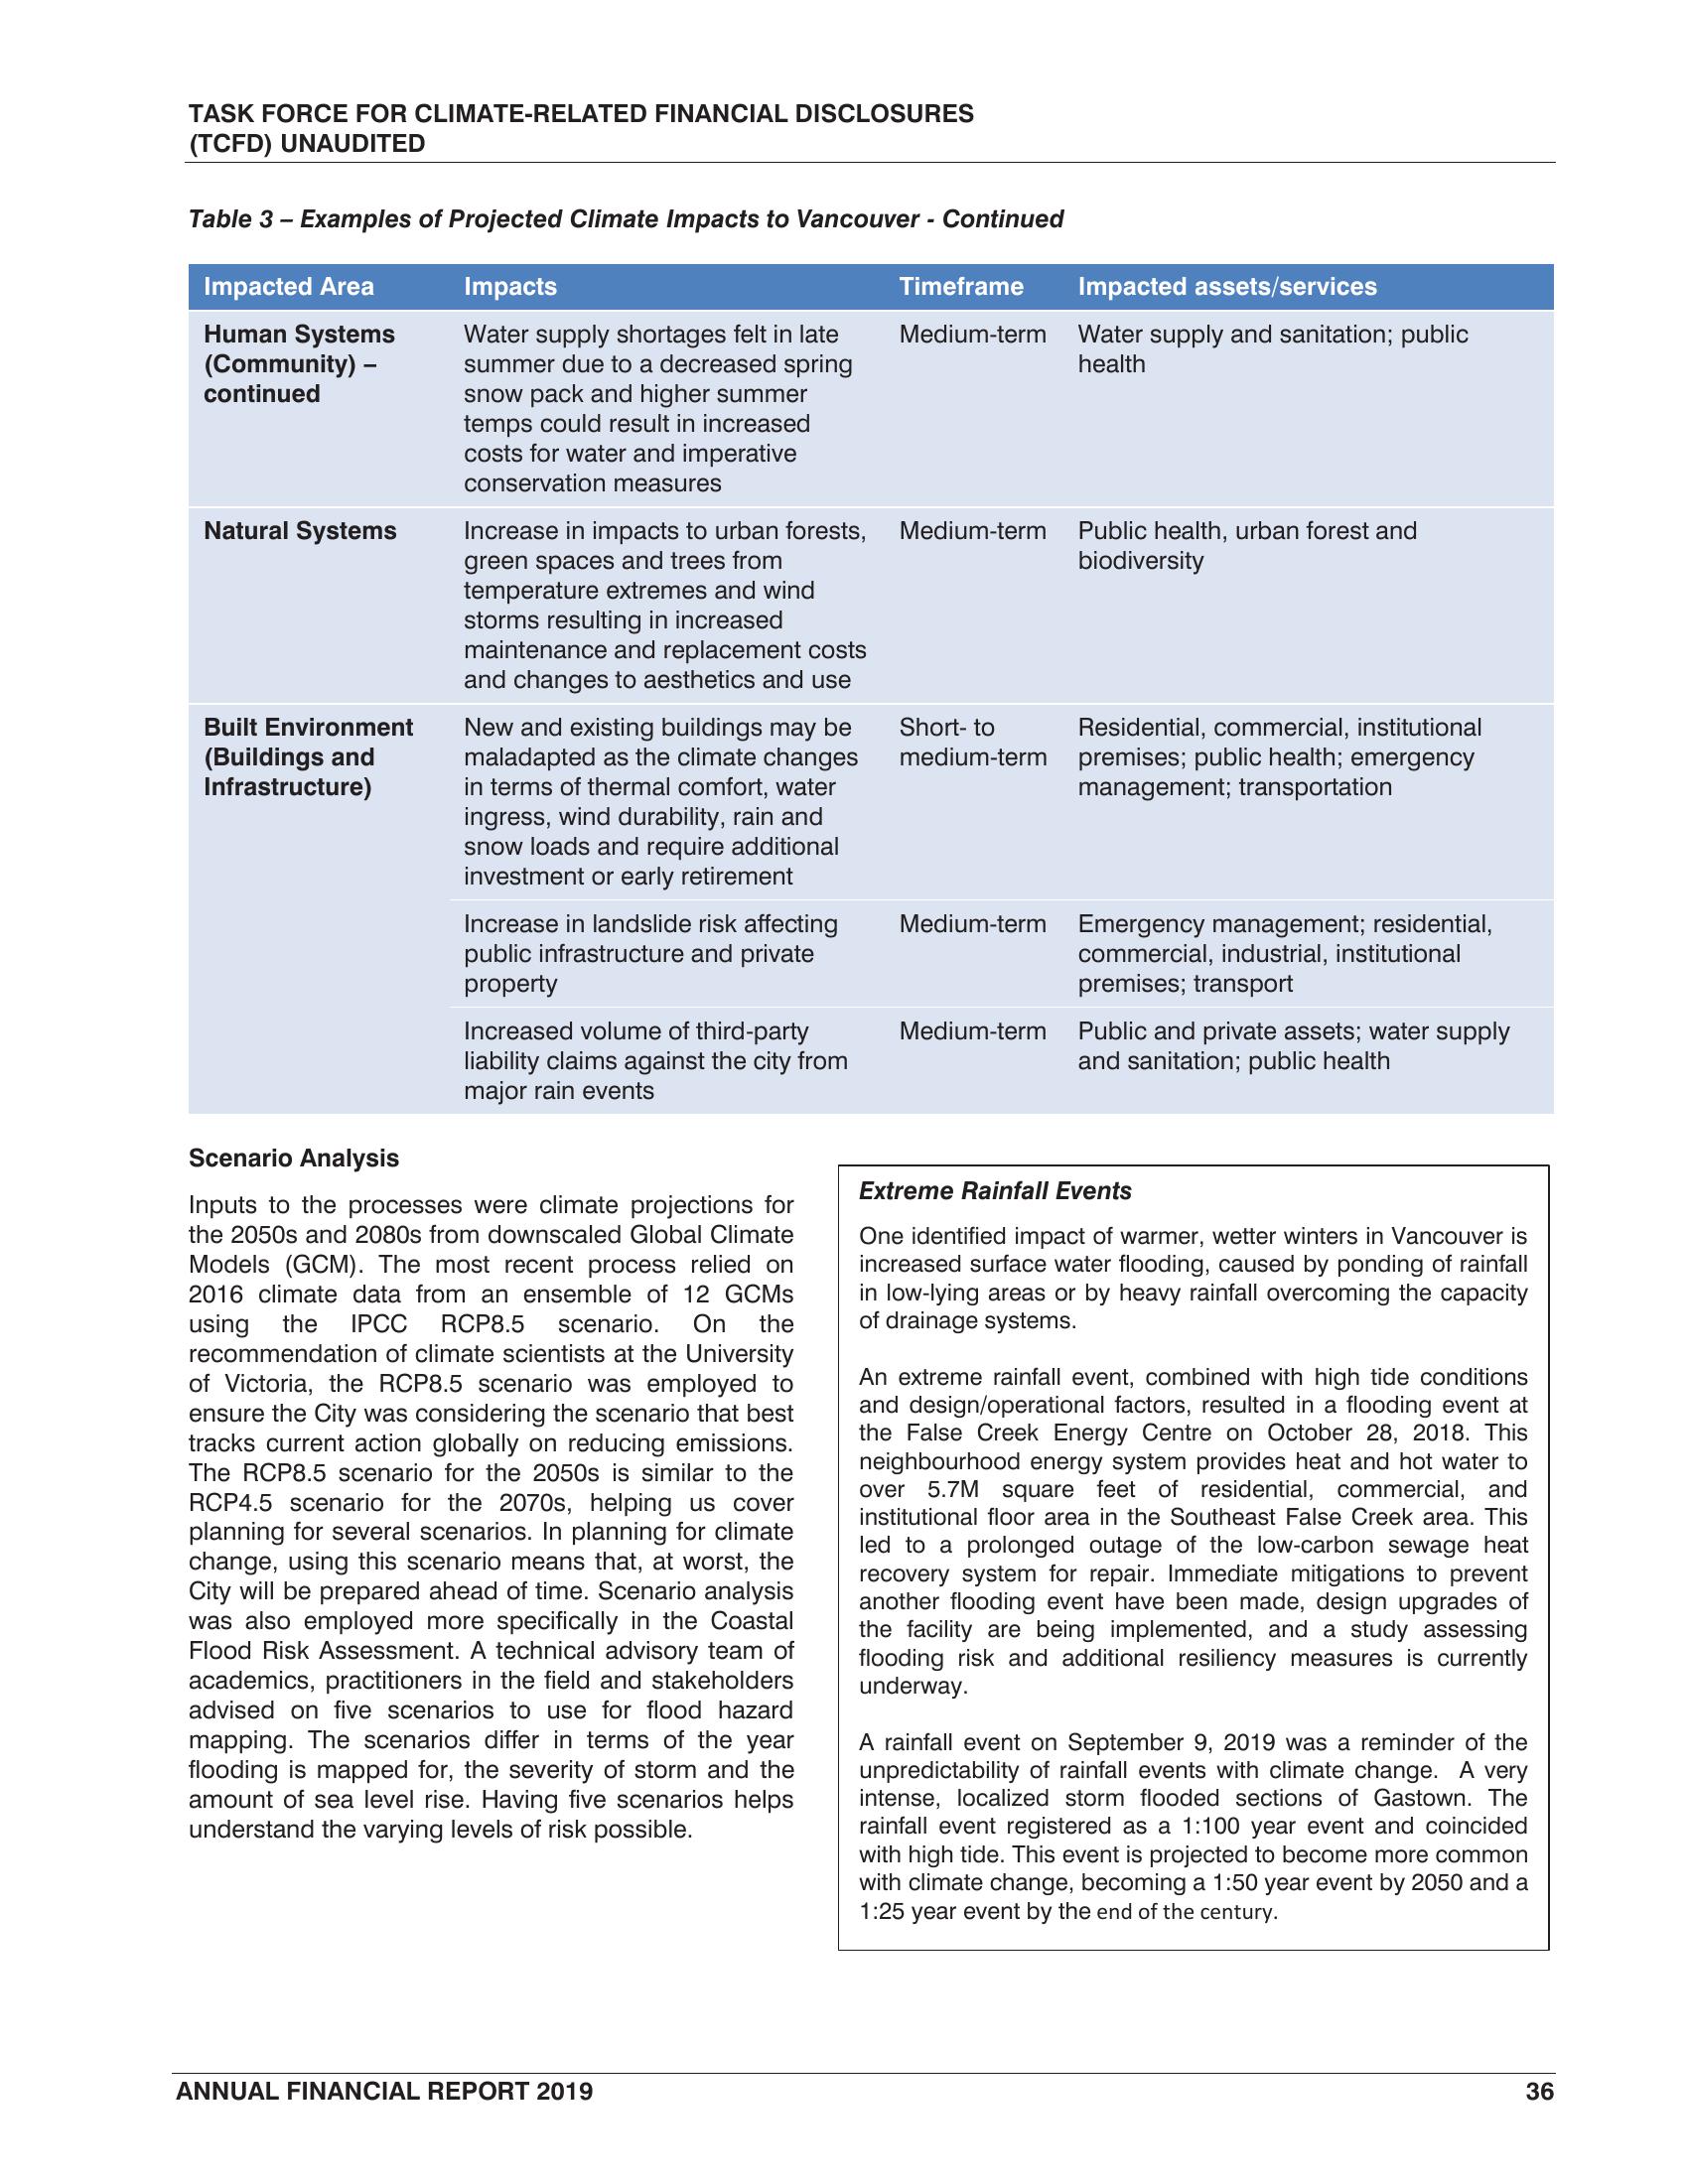 TASK FORCE FOR CLIMATE-RELATED FINANCIAL DISCLOSURES
(TCFD) UNAUDITED
Table 3 – Examples of Projected Climate Impacts to Vancouver - Continued
Impacted Area Impacts Timeframe Impacted assets/services
Human Systems
(Community) –
continued
Water supply shortages felt in late
summer due to a decreased spring
snow pack and higher summer
temps could result in increased
costs for water and imperative
conservation measures
Medium-term
Water supply and sanitation; public
health
Natural Systems
Increase in impacts to urban forests,
green spaces and trees from
temperature extremes and wind
storms resulting in increased
maintenance and replacement costs
and changes to aesthetics and use
Medium-term
Public health, urban forest and
biodiversity
Built Environment
(Buildings and
Infrastructure)
New and existing buildings may be
maladapted as the climate changes
in terms of thermal comfort, water
ingress, wind durability, rain and
snow loads and require additional
investment or early retirement
Short- to
medium-term
Residential, commercial, institutional
premises; public health; emergency
management; transportation
Increase in landslide risk affecting
public infrastructure and private
property
Medium-term
Emergency management; residential,
commercial, industrial, institutional
premises; transport
Increased volume of third-party
liability claims against the city from
major rain events
Medium-term
Public and private assets; water supply
and sanitation; public health
Scenario Analysis
Inputs to the processes were climate projections for
the 2050s and 2080s from downscaled Global Climate
Models (GCM). The most recent process relied on
2016 climate data from an ensemble of 12 GCMs
using the IPCC RCP8.5 scenario. On the
recommendation of climate scientists at the University
of Victoria, the RCP8.5 scenario was employed to
ensure the City was considering the scenario that best
tracks current action globally on reducing emissions.
The RCP8.5 scenario for the 2050s is similar to the
RCP4.5 scenario for the 2070s, helping us cover
planning for several scenarios. In planning for climate
change, using this scenario means that, at worst, the
City will be prepared ahead of time. Scenario analysis
was also employed more specifically in the Coastal
Flood Risk Assessment. A technical advisory team of
academics, practitioners in the field and stakeholders
advised on five scenarios to use for flood hazard
mapping. The scenarios differ in terms of the year
flooding is mapped for, the severity of storm and the
amount of sea level rise. Having five scenarios helps
understand the varying levels of risk possible.
Extreme Rainfall Events
One identified impact of warmer, wetter winters in Vancouver is
increased surface water flooding, caused by ponding of rainfall
in low-lying areas or by heavy rainfall overcoming the capacity
of drainage systems.
An extreme rainfall event, combined with high tide conditions
and design/operational factors, resulted in a flooding event at
the False Creek Energy Centre on October 28, 2018. This
neighbourhood energy system provides heat and hot water to
over 5.7M square feet of residential, commercial, and
institutional floor area in the Southeast False Creek area. This
led to a prolonged outage of the low-carbon sewage heat
recovery system for repair. Immediate mitigations to prevent
another flooding event have been made, design upgrades of
the facility are being implemented, and a study assessing
flooding risk and additional resiliency measures is currently
underway.
A rainfall event on September 9, 2019 was a reminder of the
unpredictability of rainfall events with climate change. A very
intense, localized storm flooded sections of Gastown. The
rainfall event registered as a 1:100 year event and coincided
with high tide. This event is projected to become more common
with climate change, becoming a 1:50 year event by 2050 and a
1:25 year event by the end of the century.
ANNUAL FINANCIAL REPORT 2019 36